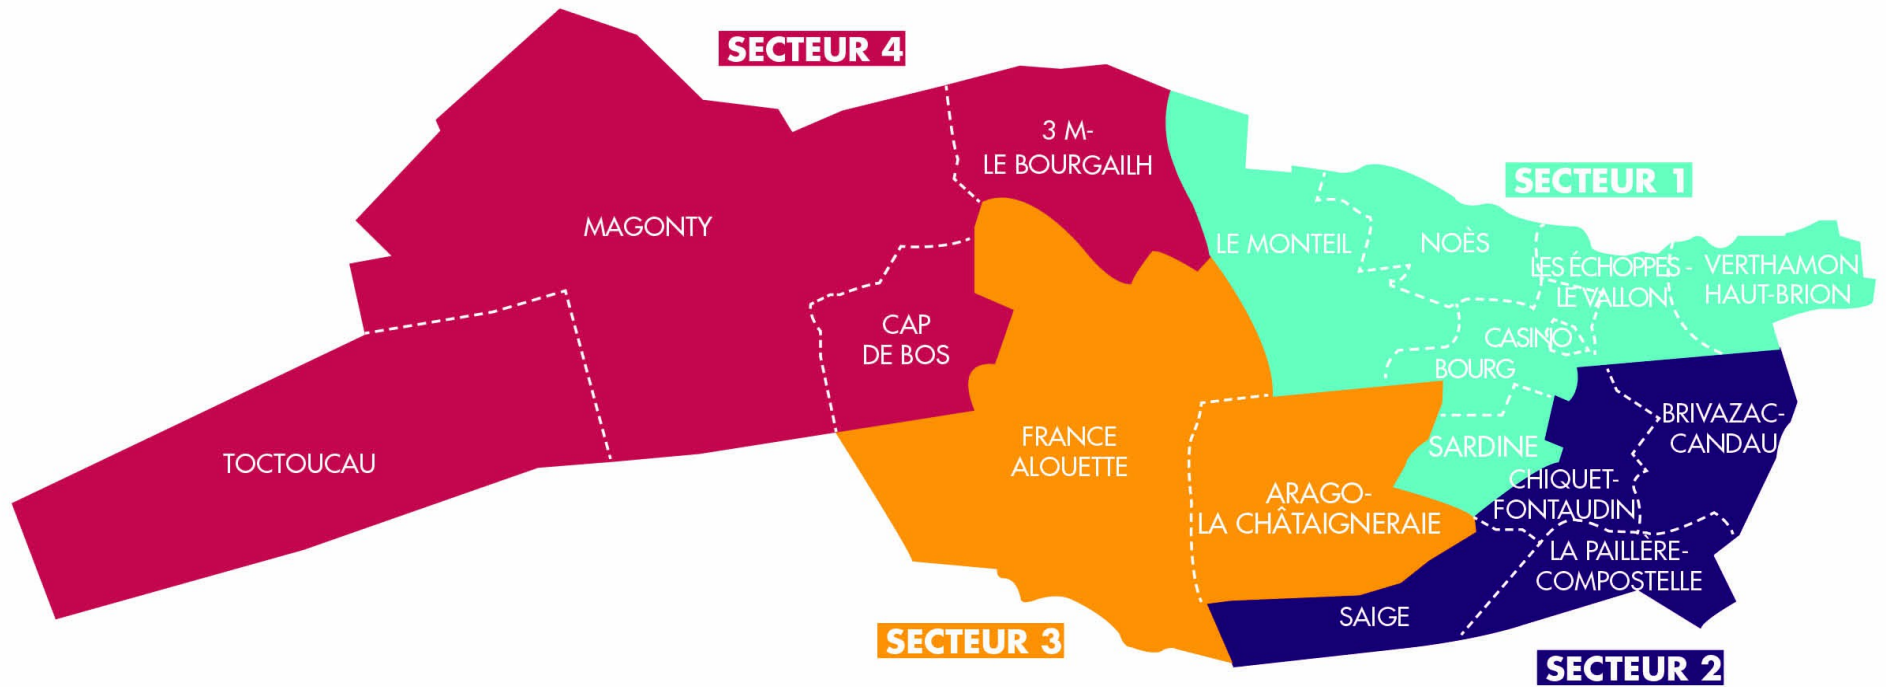 SECTEUR 4
3 M-
LE BOURGAILH
MAGONTY
CAP
DE BOS
TOCTOUCAU
SECTEUR 1
LE MONTEIL
NOÈS
LES ÉCHOPPES -
LE VALLON
VERTHAMON
HAUT-BRION
CASINO
BOURG
SARDINE
FRANCE
ALOUETTE
ARAGO-
LA CHÂTAIGNERAIE
SECTEUR 3
BRIVAZAC-
CANDAU
CHIQUET-
FONTAUDIN
LA PAILLÈRE-
COMPOSTELLE
SAIGE
SECTEUR 2